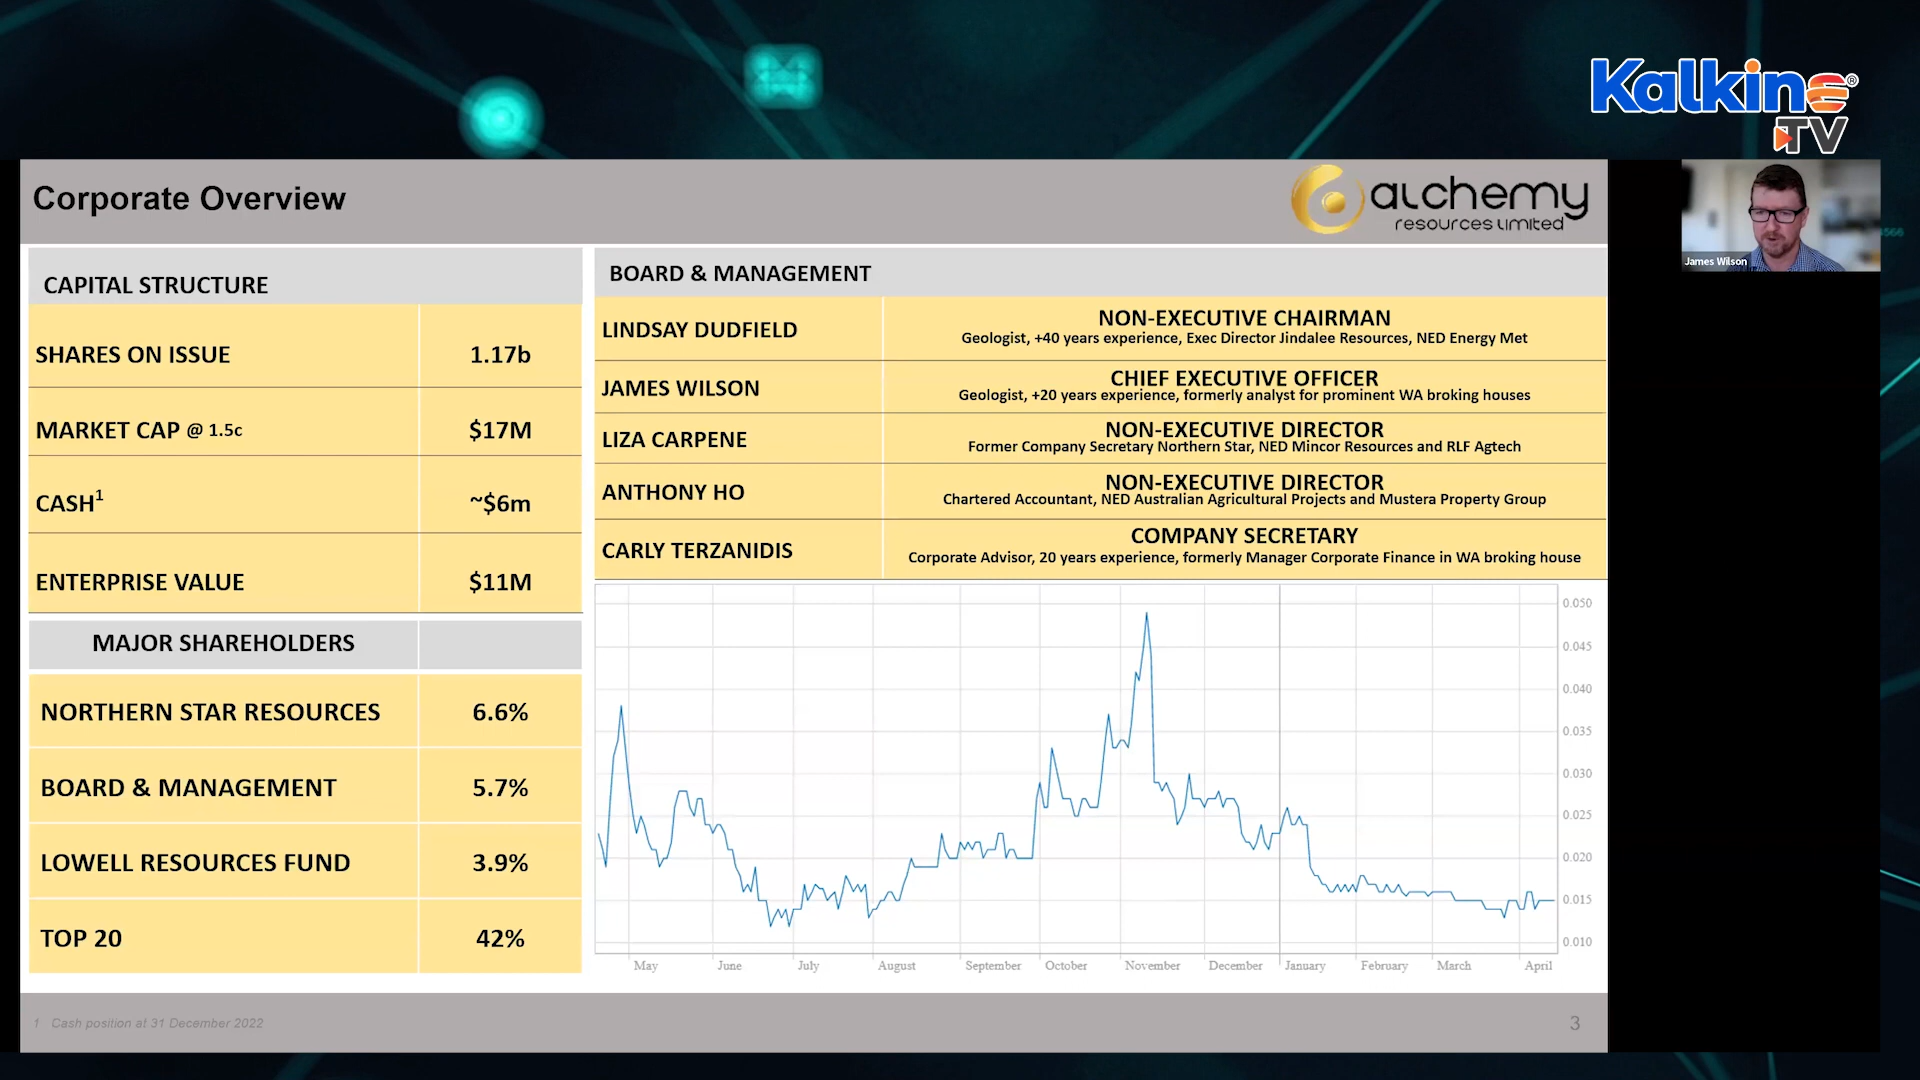 Kalkine®
TV
Corporate Overview
alchemy
resources limited
James Wilson
CAPITAL STRUCTURE
SHARES ON ISSUE 1.17b
MARKET CAP @ 1.5c $17M
CASH1 ~$6m
ENTERPRISE VALUE $11M
MAJOR SHAREHOLDERS
NORTHERN STAR RESOURCES 6.6%
BOARD & MANAGEMENT 5.7%
LOWELL RESOURCES FUND 3.9%
TOP 20 42%
BOARD & MANAGEMENT
LINDSAY DUDFIELD NON-EXECUTIVE CHAIRMAN
Geologist, +40 years experience, Exec Director Jindalee Resources, NED Energy Met
JAMES WILSON CHIEF EXECUTIVE OFFICER
Geologist, +20 years experience, formerly analyst for prominent WA broking houses
LIZA CARPENE NON-EXECUTIVE DIRECTOR
Former Company Secretary Northern Star, NED Mincor Resources and RLF Agtech
ANTHONY HO NON-EXECUTIVE DIRECTOR
Chartered Accountant, NED Australian Agricultural Projects and Mustera Property Group
CARLY TERZANIDIS COMPANY SECRETARY
Corporate Advisor, 20 years experience, formerly Manager Corporate Finance in WA broking house
0.050
0.045
0.040
0.035
0.030
0.025
0.020
0.015
0.010
May June July August September October November December January February March April
1 Cash position at 31 December 2022
3